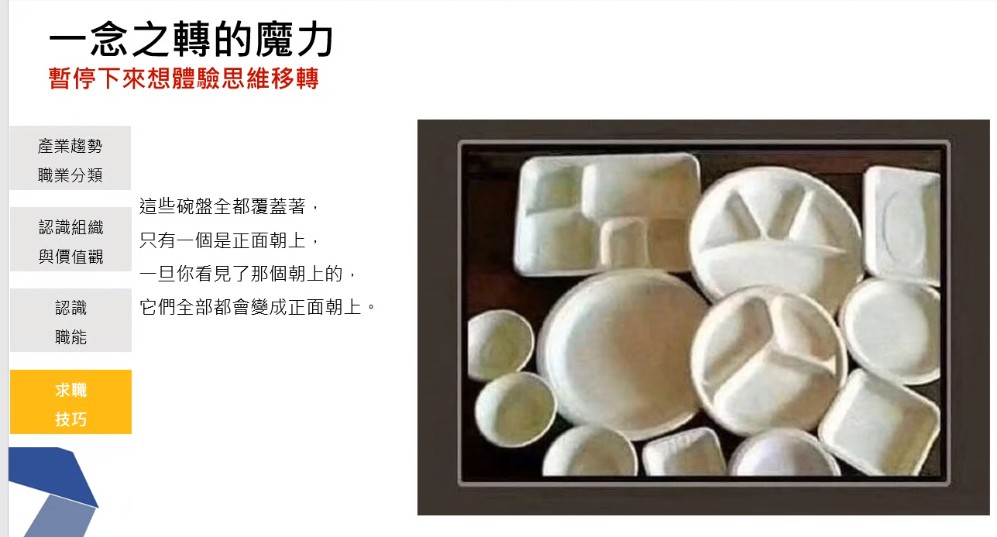 一念之轉的魔力
暫停下來想體驗思維移轉
產業趨勢
職業分類
認識組織
與價值觀
認識
職能
求職
技巧
這些碗盤全都覆蓋著，
只有一個是正面朝上，
一旦你看見了那個朝上的，
它們全部都會變成正面朝上。